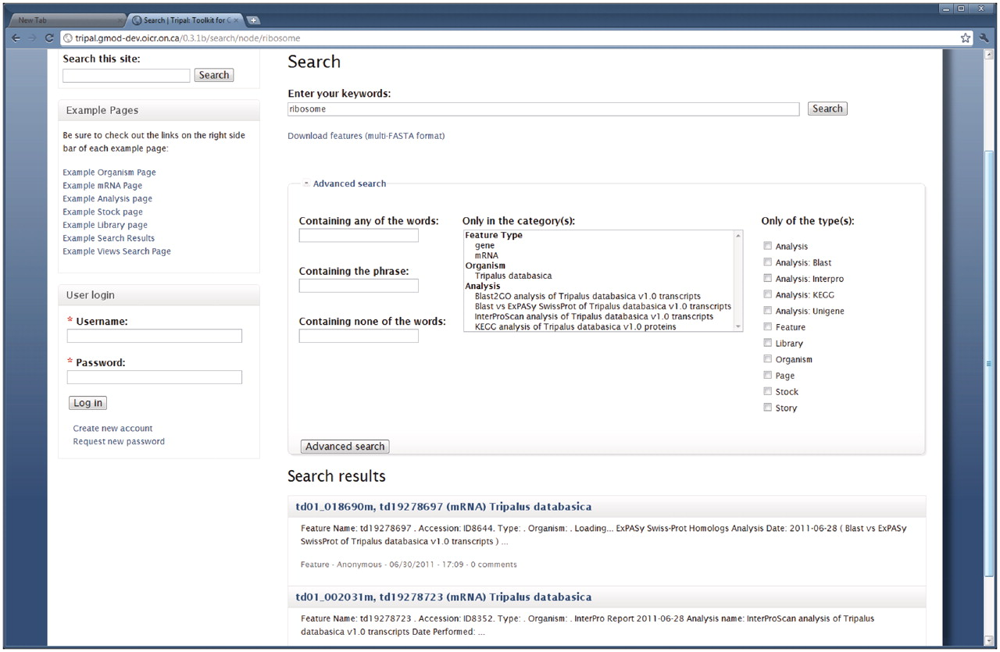 New Tab
Search | Tripal: Toolkit for C
tripal.gmod-dev.oicr.on.ca/0.3.1b/search/node/ribosome
Search this site:
Search
Example Pages
Be sure to check out the links on the right side
bar of each example page:
Example Organism Page
Example mRNA Page
Example Analysis page
Example Stock page
Example Library page
Example Search Results
Example Views Search Page
User login
* Username:
* Password:
Log in
Create new account
Request new password
Search
Enter your keywords:
ribosome
Search
Download features (multi-FASTA format)
Advanced search
Containing any of the words:
Containing the phrase:
Containing none of the words:
Only in the category(s):
Feature Type
gene
mRNA
Organism
Tripalus databasica
Analysis
Blast2GO analysis of Tripalus databasica v1.0 transcripts
Blast vs ExPASy SwissProt of Tripalus databasica v1.0 transcripts
InterProScan analysis of Tripalus databasica v1.0 transcripts
KEGG analysis of Tripalus databasica v1.0 proteins
Only of the type(s):
Analysis
Analysis: Blast
Analysis: Interpro
Analysis: KEGG
Analysis: Unigene
Feature
Library
Organism
Page
Stock
Story
Advanced search
Search results
td01_018690m, td19278697 (mRNA) Tripalus databasica
Feature Name: td19278697 . Accession: ID8644. Type: . Organism: . Loading... ExPASy Swiss-Prot Homologs Analysis Date: 2011-06-28 ( Blast vs ExPASy
SwissProt of Tripalus databasica v1.0 transcripts ) ...
Feature - Anonymous - 06/30/2011 - 17:09 - 0 comments
td01_002031m, td19278723 (mRNA) Tripalus databasica
Feature Name: td19278723 . Accession: ID8352. Type: . Organism: . InterPro Report 2011-06-28 Analysis name: InterProScan analysis of Tripalus
databasica v1.0 transcripts Date Performed: ...